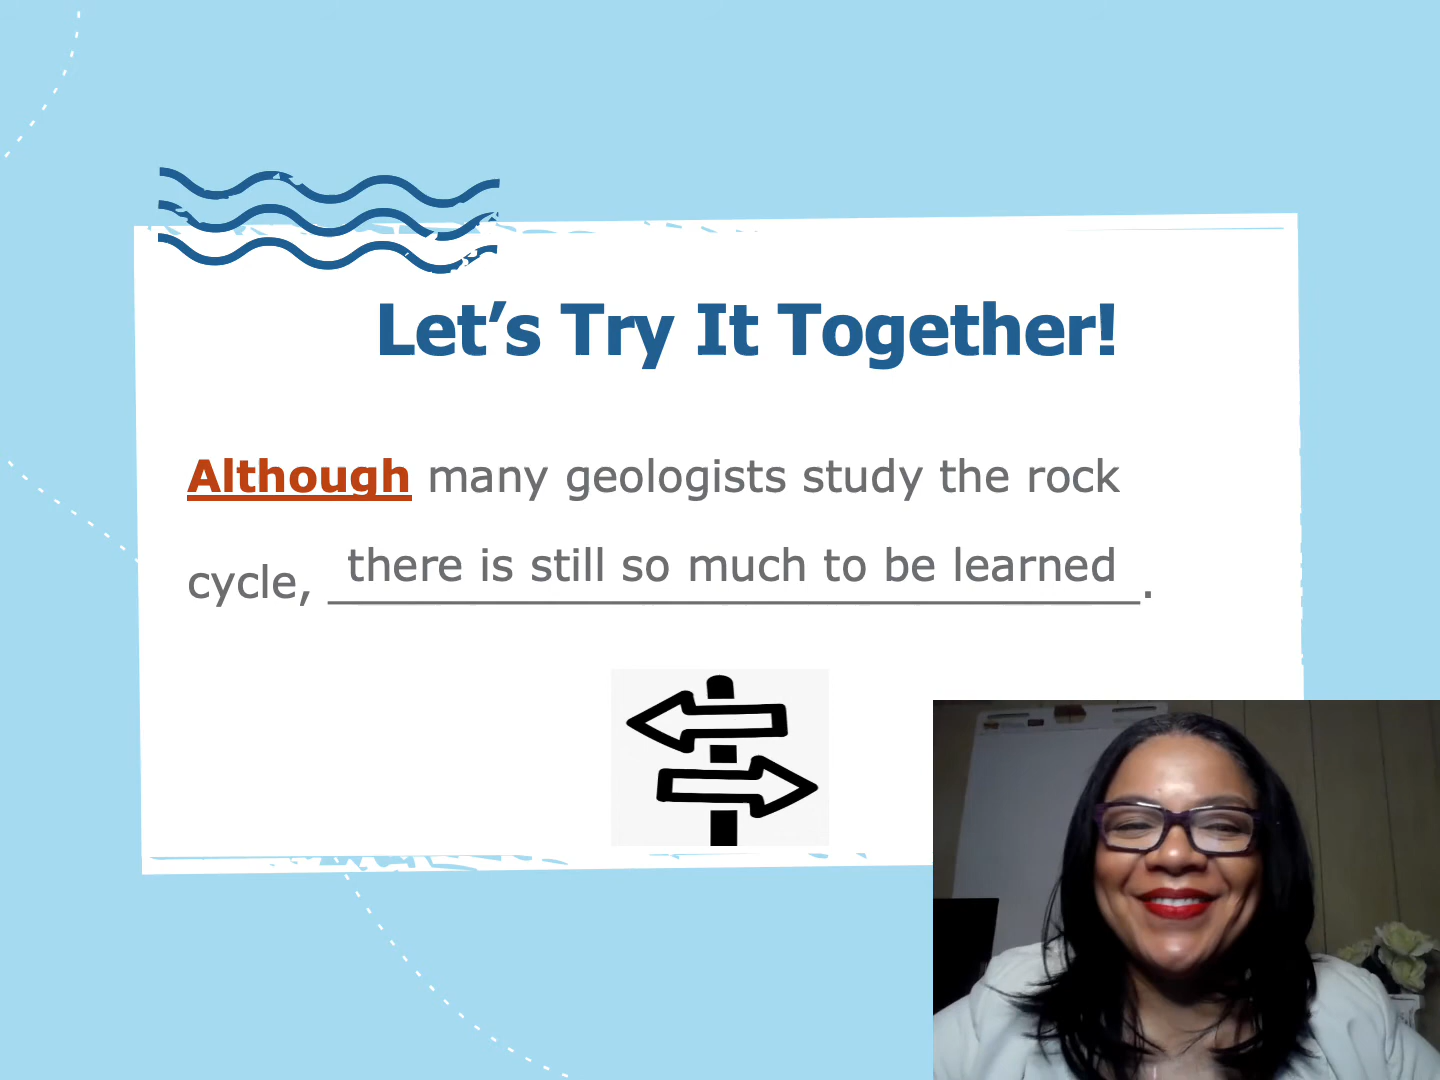 Let's Try It Together!
Although many geologists study the rock
cycle, there is still so much to be learned.